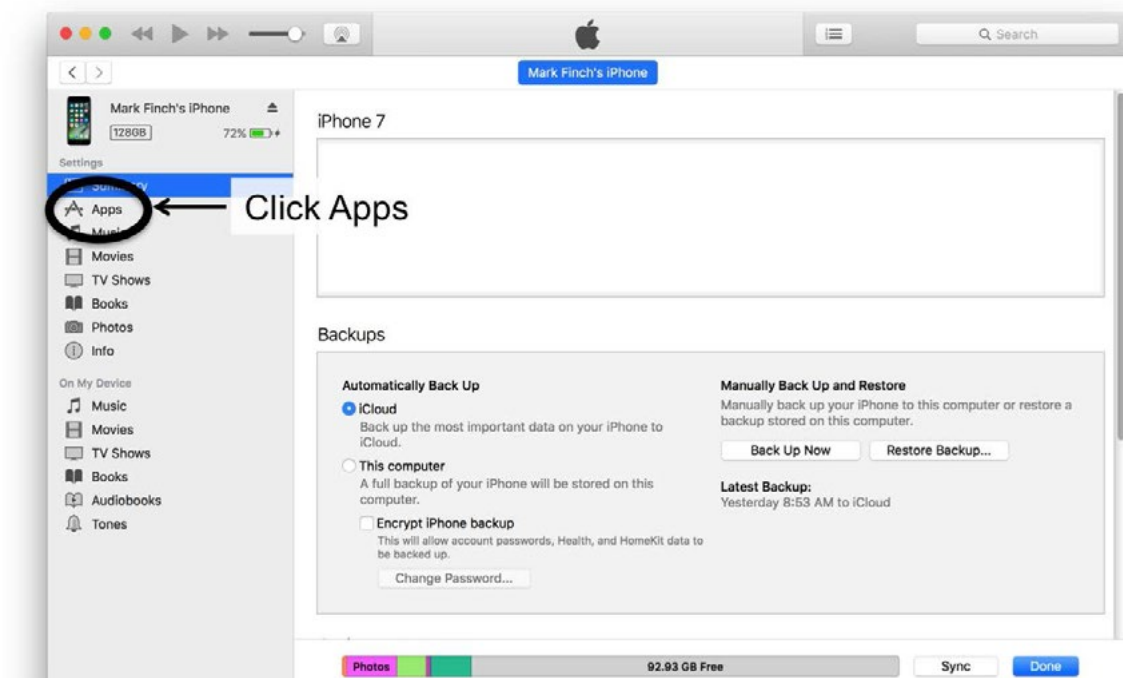 Search
Mark Finch's iPhone
Mark Finch's iPhone
128GB
72%
Settings
Summary
Apps
Click Apps
Music
Movies
TV Shows
Books
Photos
Info
On My Device
Music
Movies
TV Shows
Books
Audiobooks
Tones
iPhone 7
Backups
Automatically Back Up
iCloud
Back up the most important data on your iPhone to
iCloud.
This computer
A full backup of your iPhone will be stored on this
computer.
Encrypt iPhone backup
This will allow account passwords, Health, and HomeKit data to
be backed up.
Change Password...
Manually Back Up and Restore
Manually back up your iPhone to this computer or restore a
backup stored on this computer.
Back Up Now
Restore Backup...
Latest Backup:
Yesterday 8:53 AM to iCloud
Photos
92.93 GB Free
Sync
Done